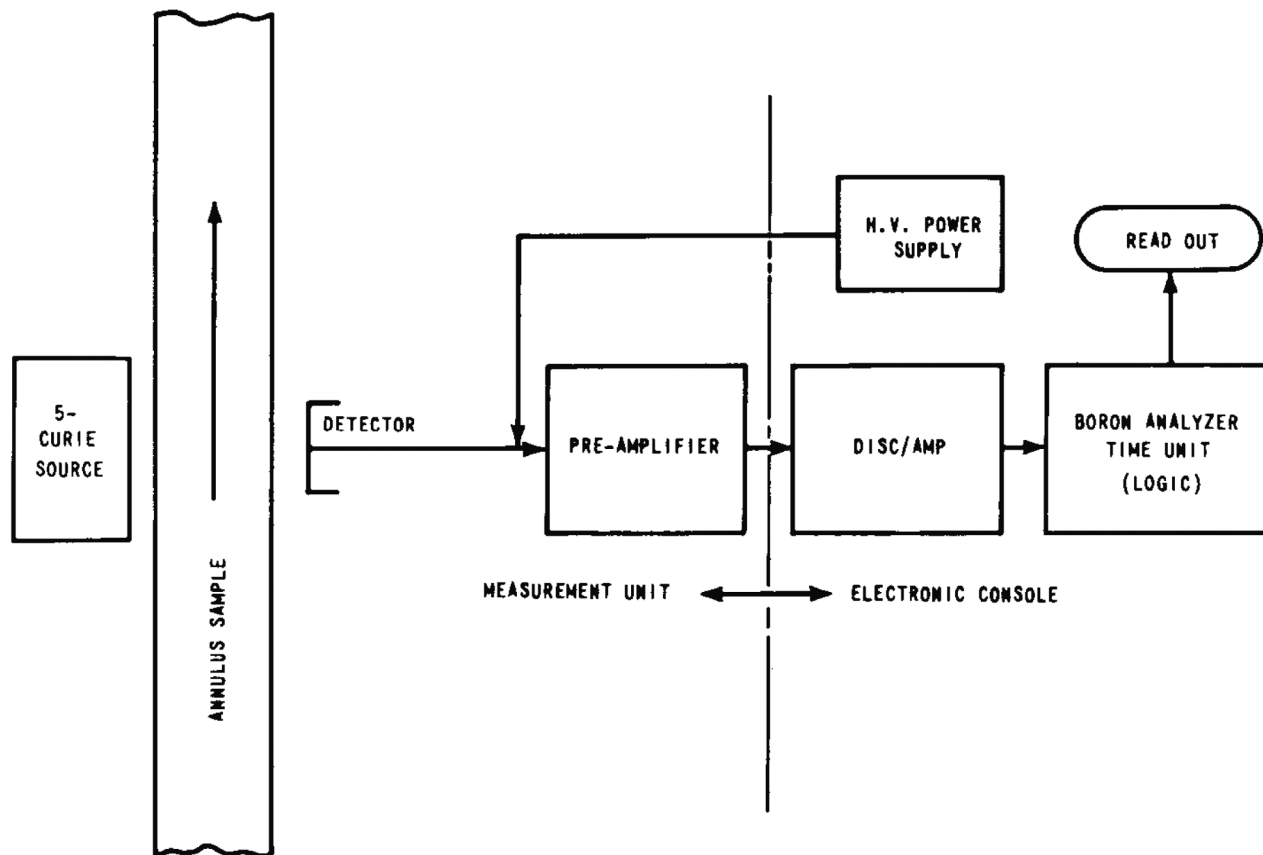 5-
CURIE
SOURCE
ANNULUS SAMPLE
DETECTOR
H.V. POWER
SUPPLY
READ OUT
PRE-AMPLIFIER
DISC/AMP
BORON ANALYZER
TIME UNIT
(LOGIC)
MEASUREMENT UNIT
ELECTRONIC CONSOLE